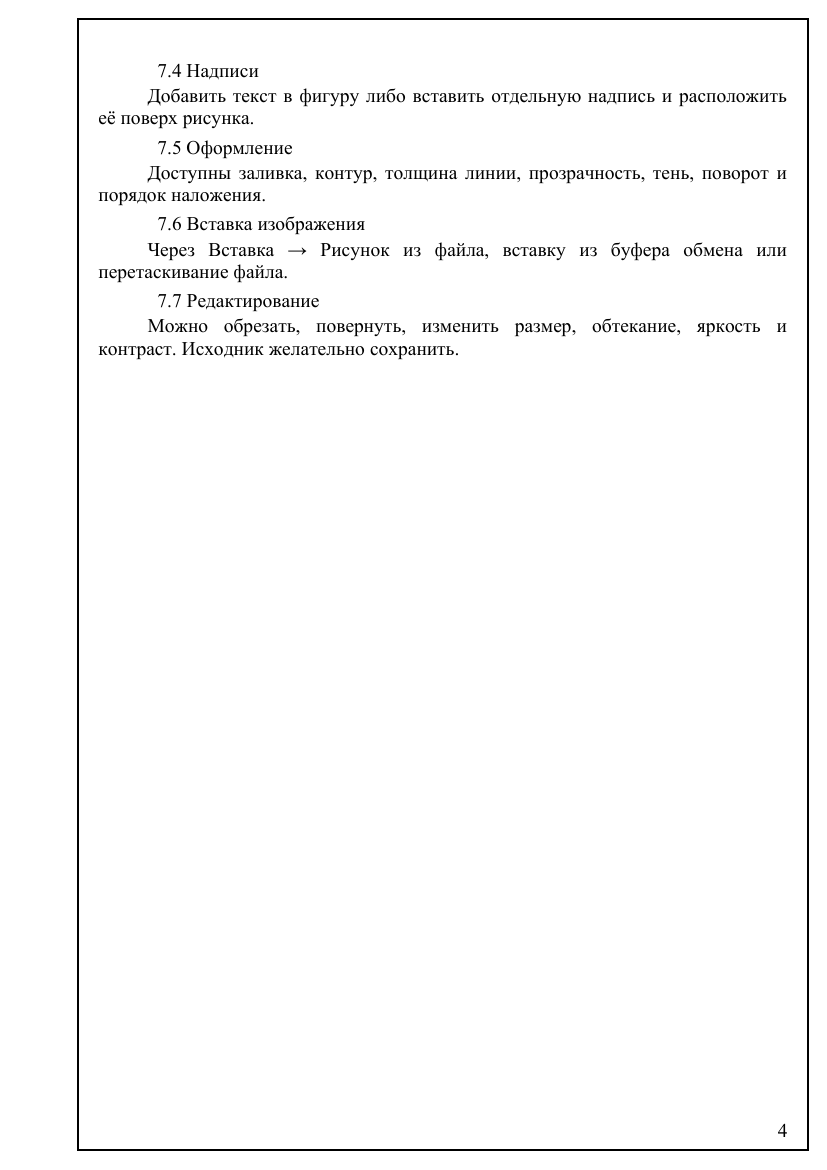 7.4 Надписи
Добавить текст в фигуру либо вставить отдельную надпись и расположить
её поверх рисунка.
7.5 Оформление
Доступны заливка, контур, толщина линии, прозрачность, тень, поворот и
порядок наложения.
7.6 Вставка изображения
Через Вставка → Рисунок из файла, вставку из буфера обмена или
перетаскивание файла.
7.7 Редактирование
Можно обрезать, повернуть, изменить размер, обтекание, яркость и
контраст. Исходник желательно сохранить.
4